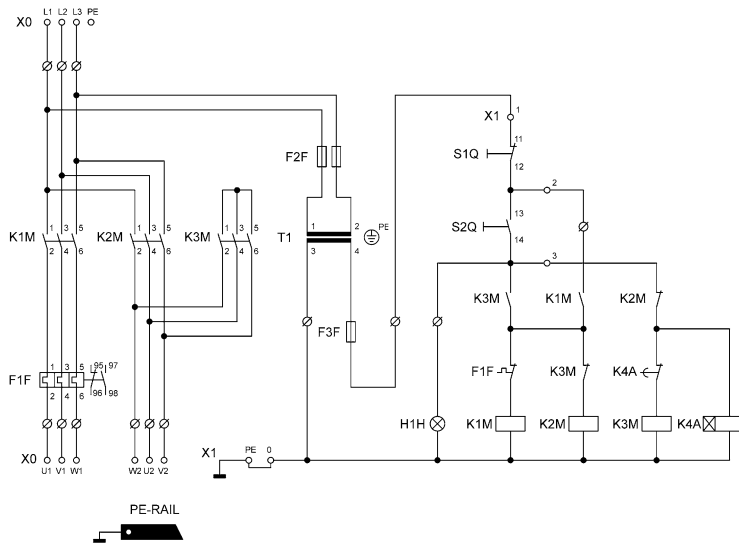 X0 L1 L2 L3 PE
X1 1
11
S1Q
12
F2F
2
13
S2Q
14
1 2 PE
T1
3 4
3
K1M 1 3 5 K2M 1 3 5 K3M 1 3 5
2 4 6 2 4 6 2 4 6
K3M K1M K2M
F3F
1 3 5 95 97
F1F
2 4 6 96 98
F1F K3M K4A
H1H K1M K2M K3M K4A
X0 U1 V1 W1 W2 U2 V2
X1 PE 0
PE-RAIL